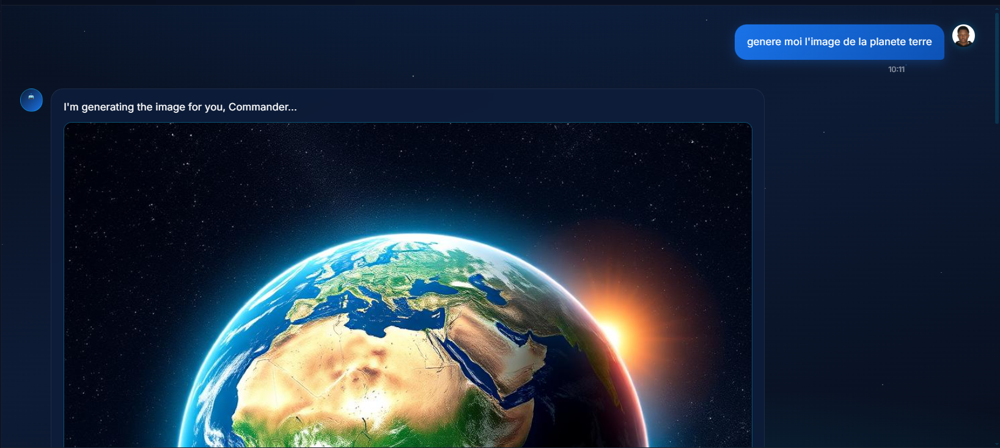 genere moi l'image de la planete terre
10:11
I'm generating the image for you, Commander...